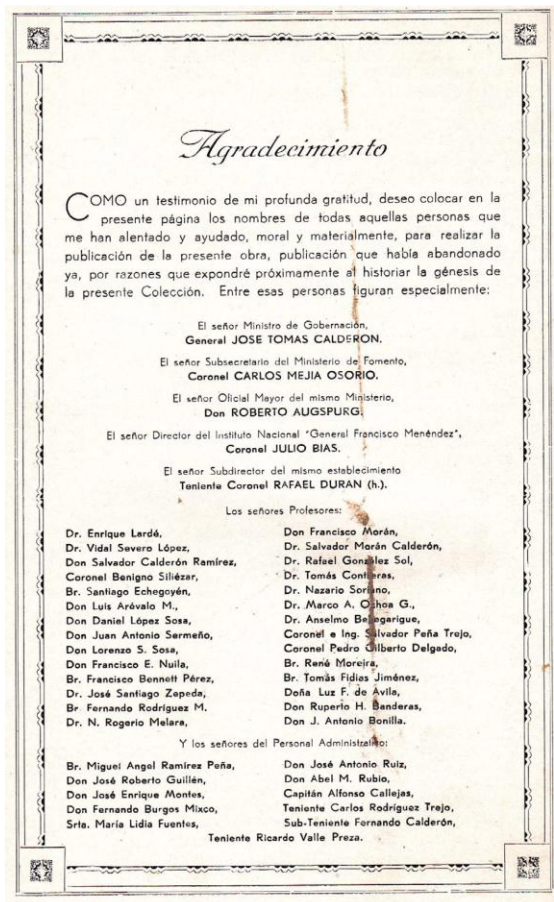 Agradecimiento
COMO un testimonio de mi profunda gratitud, deseo colocar en la
presente página los nombres de todas aquellas personas que
me han alentado y ayudado, moral y materialmente, para realizar la
publicación de la presente obra, publicación que había abandonado
ya, por razones que expondré próximamente al historiar la génesis de
la presente Colección. Entre esas personas figuran especialmente:
El señor Ministro de Gobernación,
General JOSE TOMAS CALDERON.
El señor Subsecretario del Ministerio de Fomento,
Coronel CARLOS MEJIA OSORIO.
El señor Oficial Mayor del mismo Ministerio,
Don ROBERTO AUGSPURG.
El señor Director del Instituto Nacional "General Francisco Menéndez",
Coronel JULIO BIAS.
El señor Subdirector del mismo establecimiento
Teniente Coronel RAFAEL DURAN (h.).
Los señores Profesores:
Dr. Enrique Lardé,
Dr. Vidal Severo López,
Don Salvador Calderón Ramírez,
Coronel Benigno Siliézar,
Br. Santiago Echegoyén,
Don Luis Arévalo M.,
Don Daniel López Sosa,
Don Juan Antonio Sermeño,
Don Lorenzo S. Sosa,
Don Francisco E. Nuila,
Br. Francisco Bennett Pérez,
Dr. José Santiago Zepeda,
Br Fernando Rodríguez M.
Dr. N. Rogerio Melara,
Don Francisco Morán,
Dr. Salvador Morán Calderón,
Dr. Rafael González Sol,
Dr. Tomás Contreras,
Dr. Nazario Soriano,
Dr. Marco A. Ochoa G.,
Dr. Anselmo Bellegarigue,
Coronel e Ing. Salvador Peña Trejo,
Coronel Pedro Gilberto Delgado,
Br. René Moreira,
Br. Tomás Fidias Jiménez,
Doña Luz F. de Avila,
Don Ruperto H. Banderas,
Don J. Antonio Bonilla.
Y los señores del Personal Administrativo:
Br. Miguel Angel Ramírez Peña,
Don José Roberto Guillén,
Don José Enrique Montes,
Don Fernando Burgos Mixco,
Srta. María Lidia Fuentes,
Don José Antonio Ruiz,
Don Abel M. Rubio,
Capitán Alfonso Callejas,
Teniente Carlos Rodríguez Trejo,
Sub-Teniente Fernando Calderón,
Teniente Ricardo Valle Preza.